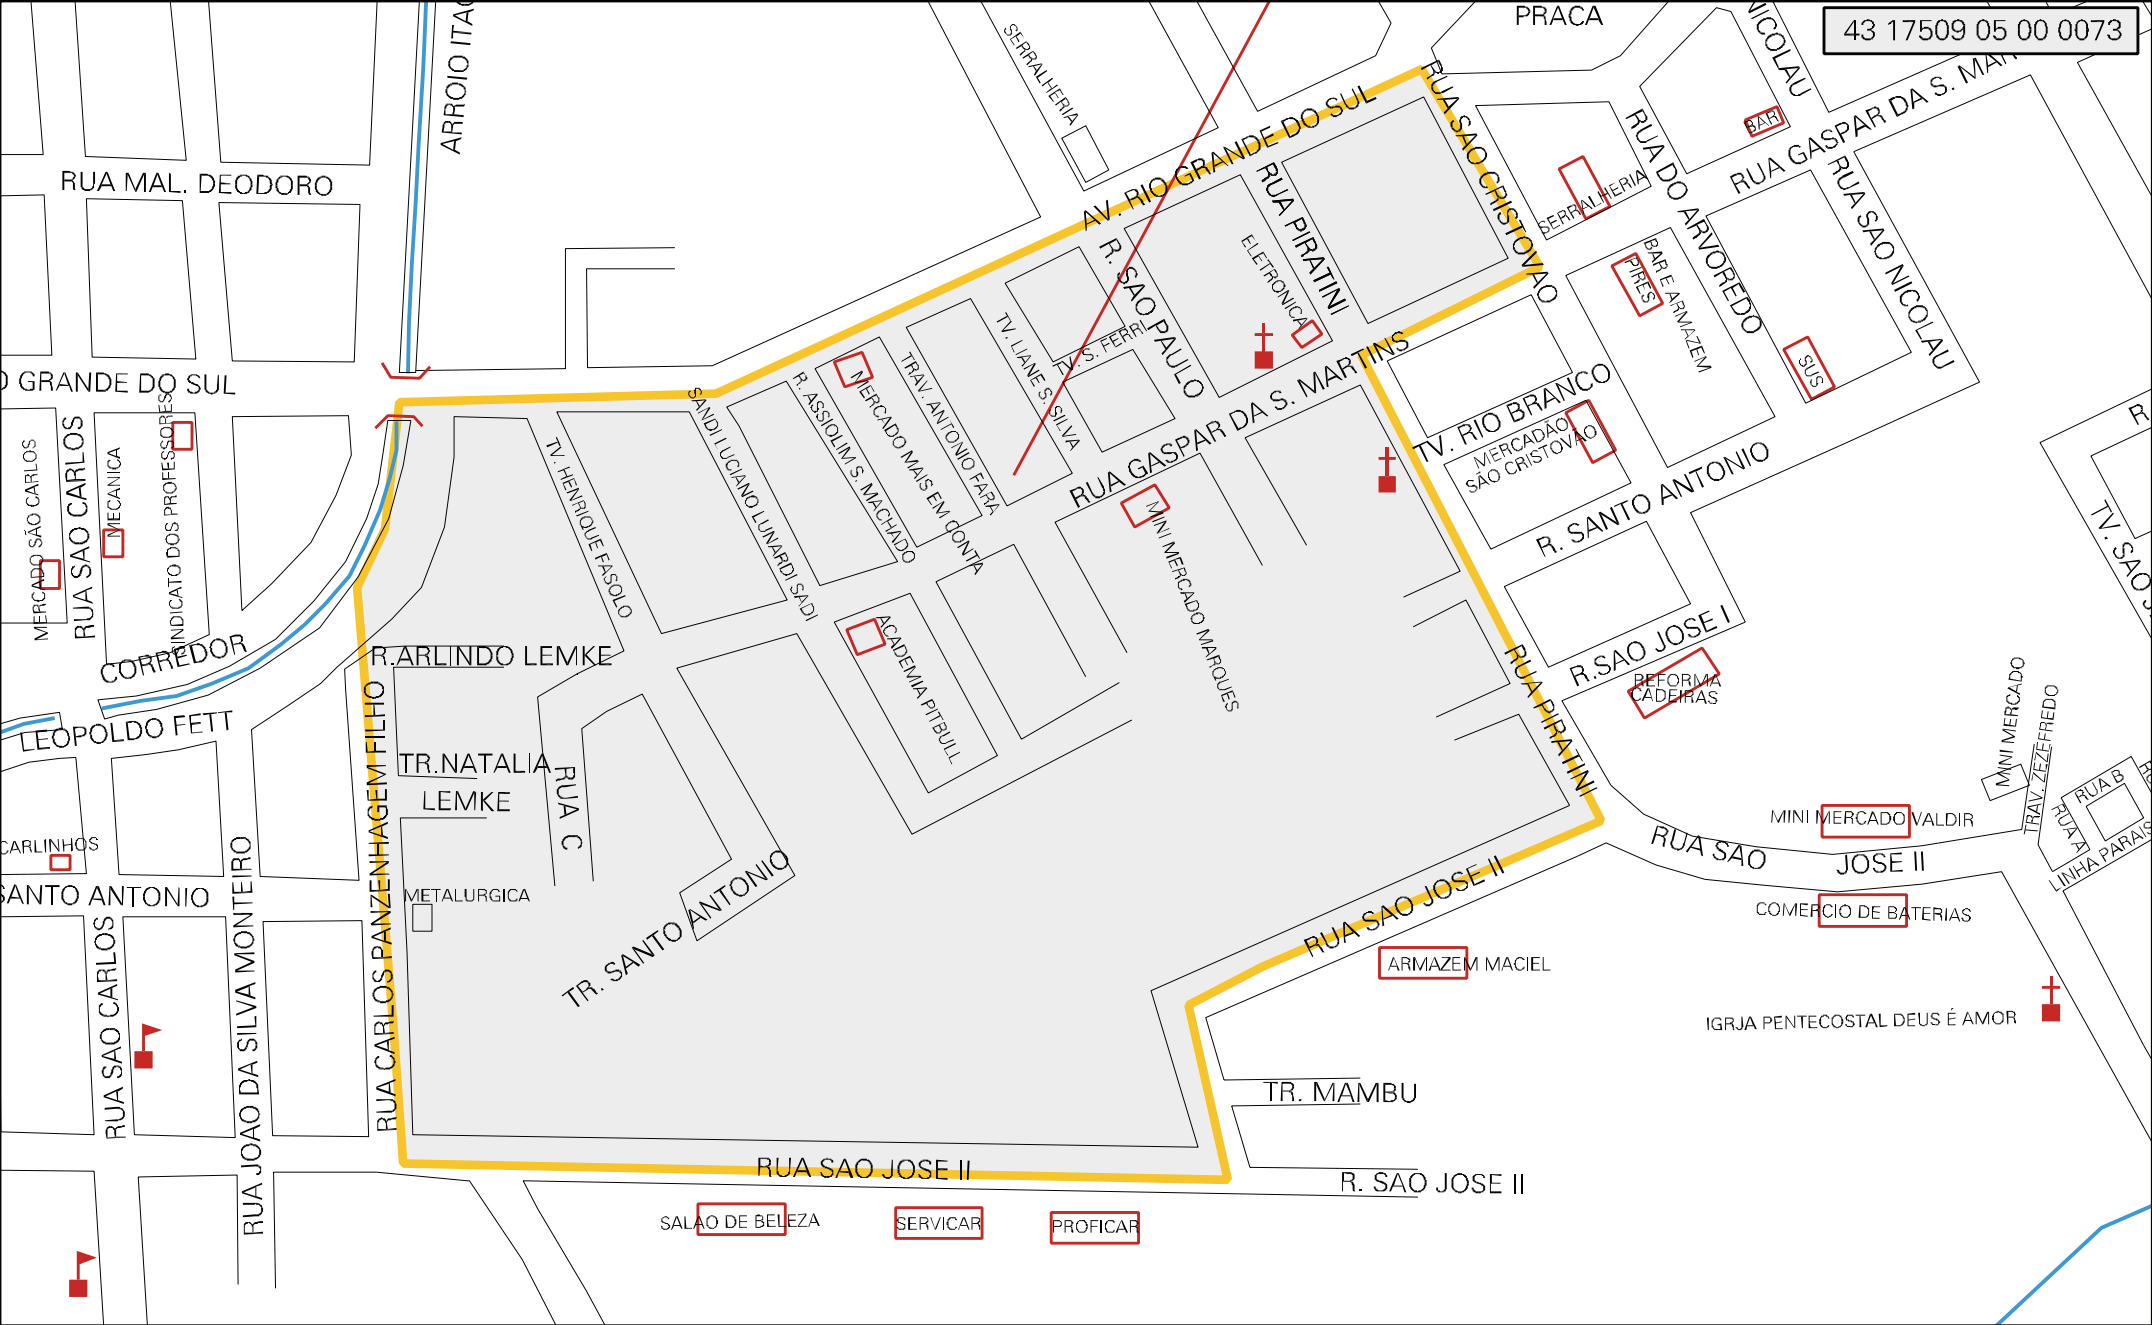 43 17509 05 00 0073
PRACA
ARROIO
SERRALHERIA
NICOLAU
RUA GASPAR DA S.
BAR
RUA SAO CRISTOVAO
AV. RIO GRANDE DO SUL
RUA DO ARVOREDO
SERRALHERIA
RUA SAO NICOLAU
RUA MAL. DEODORO
RUA PIRATINI
R. SAO PAULO
ELETRONICA
BAR E ARMAZEM
PIRES
SUS
GRANDE DO SUL
TV. LIANE S. SILVA
RUA GASPAR DA S. MARTINS
TV. RIO BRANCO
MERCADÃO
SÃO CRISTOVÃO
R. SANTO ANTONIO
TRAV. ANTONIO FARA
MERCADO MAIS EM CONTA
R. ASSIOLIM S. MACHADO
SANDI LUCIANO LUNARDI SADI
TV. HENRIQUE FASOLO
MERCADO SÃO CARLOS
RUA SAO CARLOS
MECANICA
SINDICATO DOS PROFESSORES
MINI MERCADO MARQUES
TV. SAO
CORREDOR
R.ARLINDO LEMKE
ACADEMIA PITBULL
R.SAO JOSE I
REFORMA
CADEIRAS
RUA PIRATINI
LEOPOLDO FETT
TR.NATALIA
LEMKE
RUA C
RUA CARLOS PANZENHAGEM FILHO
MINI MERCADO
TRAV. ZEZEFREDO
RUA B
RUA A
LINHA PARAIS
MINI MERCADO VALDIR
RUA SAO
JOSE II
CARLINHOS
SANTO ANTONIO
RUA JOAO DA SILVA MONTEIRO
METALURGICA
TR. SANTO ANTONIO
RUA SAO JOSE II
COMERCIO DE BATERIAS
ARMAZEM MACIEL
RUA SAO CARLOS
IGRJA PENTECOSTAL DEUS É AMOR
TR. MAMBU
RUA SAO JOSE II
R. SAO JOSE II
SALAO DE BELEZA
SERVICAR
PROFICAR